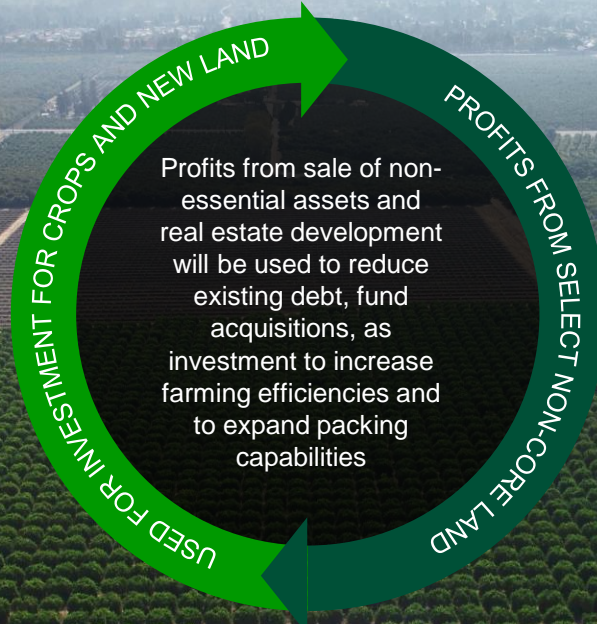 USED FOR INVESTMENT FOR CROPS AND NEW LAND
PROFITS FROM SELECT NON-CORE LAND
Profits from sale of non-
essential assets and
real estate development
will be used to reduce
existing debt, fund
acquisitions, as
investment to increase
farming efficiencies and
to expand packing
capabilities